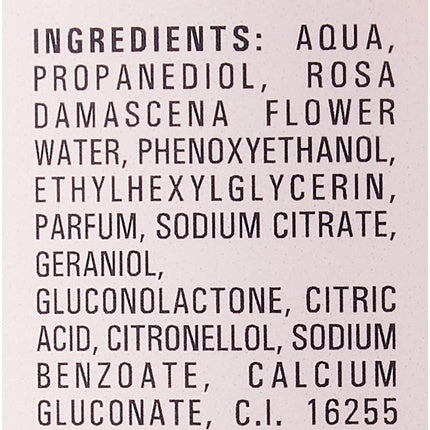 INGREDIENTS: AQUA,
PROPANEDIOL, ROSA
DAMASCENA FLOWER
WATER, PHENOXYETHANOL,
ETHYLHEXYLGLYCERIN,
PARFUM, SODIUM CITRATE,
GERANIOL,
GLUCONOLACTONE, CITRIC
ACID, CITRONELLOL, SODIUM
BENZOATE, CALCIUM
GLUCONATE, C.I. 16255